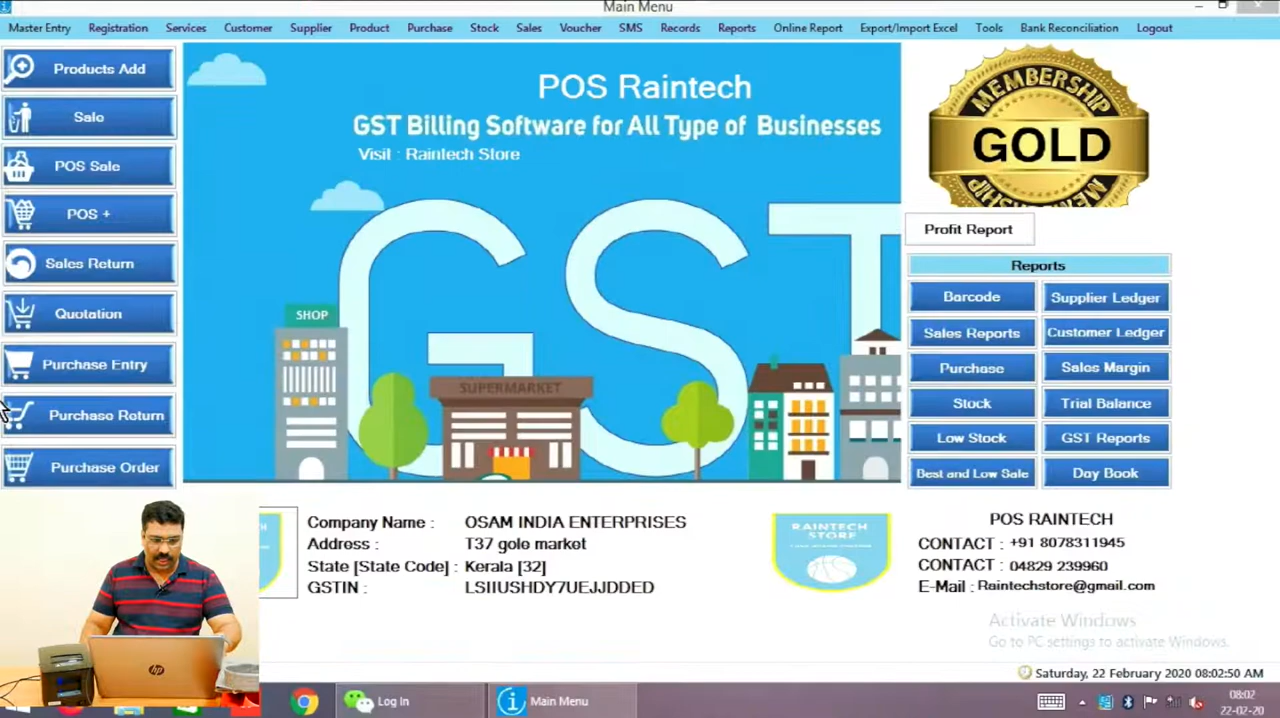 Main Menu
Master Entry Registration Services Customer Supplier Product Purchase Stock Sales Voucher SMS Records Reports Online Report Export/Import Excel Tools Bank Reconciliation Logout
Products Add
Sale
POS Sale
POS +
Sales Return
Quotation
Purchase Entry
Purchase Return
Purchase Order
POS Raintech
GST Billing Software for All Type of Businesses
Visit : Raintech Store
GST
SHOP
SUPERMARKET
MEMBERSHIP
GOLD
MEMBERSHIP
Profit Report
Reports
Barcode Supplier Ledger
Sales Reports Customer Ledger
Purchase Sales Margin
Stock Trial Balance
Low Stock GST Reports
Best and Low Sale Day Book
Company Name : OSAM INDIA ENTERPRISES
Address : T37 gole market
State [State Code] : Kerala [32]
GSTIN : LSIIUSHDY7UEJJDDED
RAINTECH
STORE
POS RAINTECH
CONTACT : +91 8078311945
CONTACT : 04829 239960
E-Mail : Raintechstore@gmail.com
Activate Windows
Go to PC settings to activate Windows.
Saturday, 22 February 2020 08:02:50 AM
hp
Log In
Main Menu
08:02
22-02-20